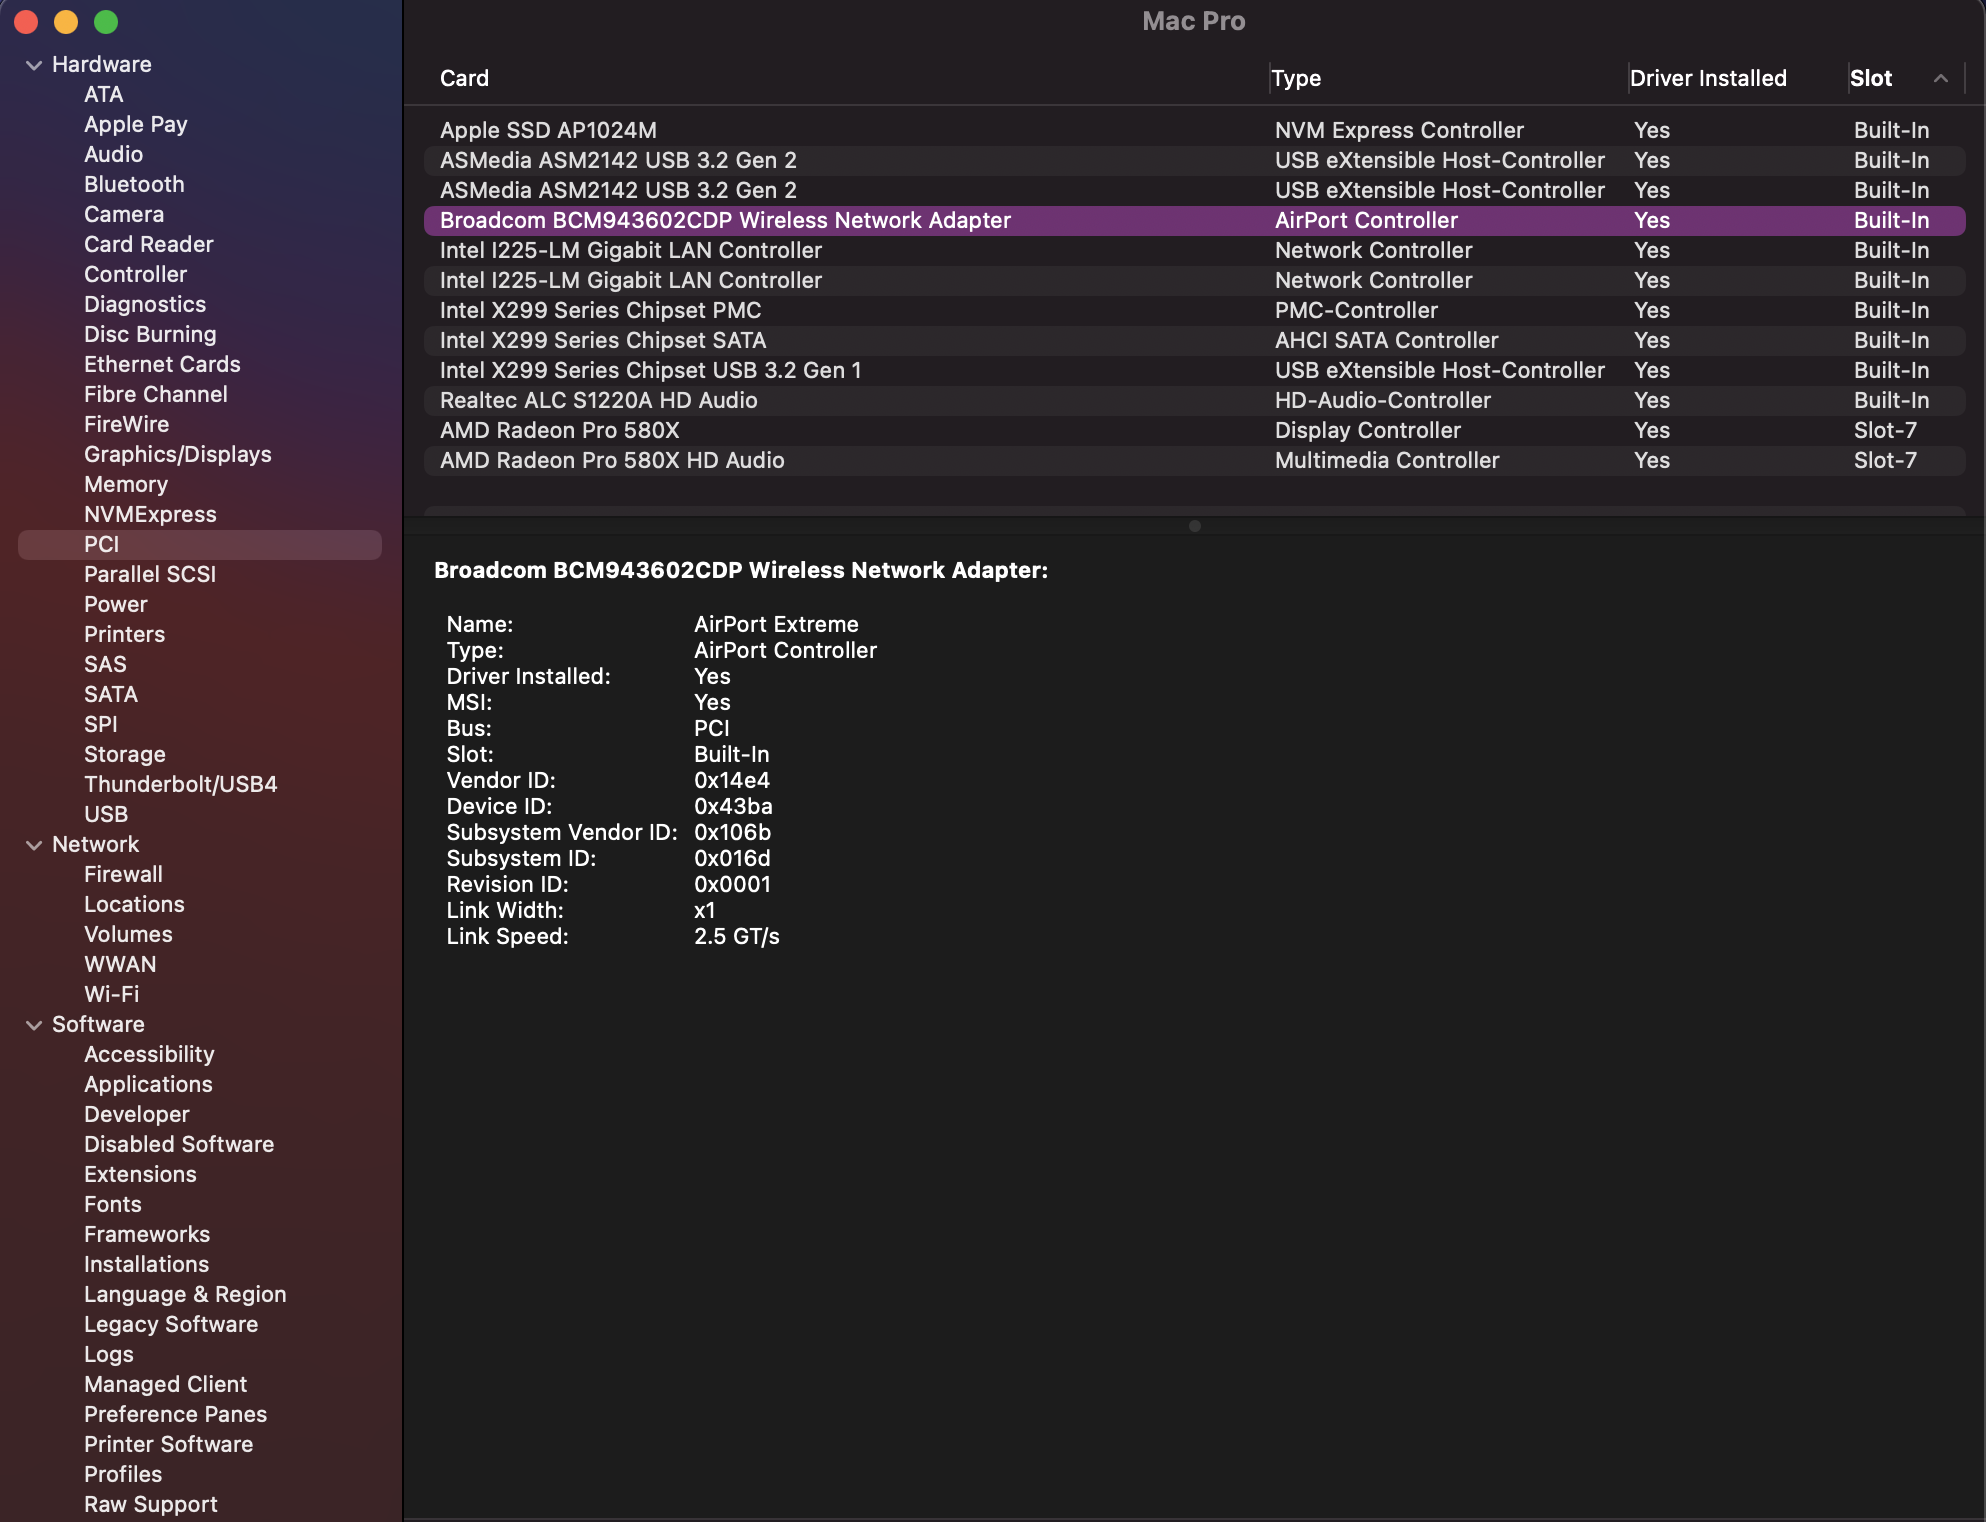 Mac Pro
Hardware
ATA
Apple Pay
Audio
Bluetooth
Camera
Card Reader
Controller
Diagnostics
Disc Burning
Ethernet Cards
Fibre Channel
FireWire
Graphics/Displays
Memory
NVMExpress
PCI
Parallel SCSI
Power
Printers
SAS
SATA
SPI
Storage
Thunderbolt/USB4
USB
Network
Firewall
Locations
Volumes
WWAN
Wi-Fi
Software
Accessibility
Applications
Developer
Disabled Software
Extensions
Fonts
Frameworks
Installations
Language & Region
Legacy Software
Logs
Managed Client
Preference Panes
Printer Software
Profiles
Raw Support
Card Type Driver Installed Slot
Apple SSD AP1024M NVM Express Controller Yes Built-In
ASMedia ASM2142 USB 3.2 Gen 2 USB eXtensible Host-Controller Yes Built-In
ASMedia ASM2142 USB 3.2 Gen 2 USB eXtensible Host-Controller Yes Built-In
Broadcom BCM943602CDP Wireless Network Adapter AirPort Controller Yes Built-In
Intel I225-LM Gigabit LAN Controller Network Controller Yes Built-In
Intel I225-LM Gigabit LAN Controller Network Controller Yes Built-In
Intel X299 Series Chipset PMC PMC-Controller Yes Built-In
Intel X299 Series Chipset SATA AHCI SATA Controller Yes Built-In
Intel X299 Series Chipset USB 3.2 Gen 1 USB eXtensible Host-Controller Yes Built-In
Realtec ALC S1220A HD Audio HD-Audio-Controller Yes Built-In
AMD Radeon Pro 580X Display Controller Yes Slot-7
AMD Radeon Pro 580X HD Audio Multimedia Controller Yes Slot-7
Broadcom BCM943602CDP Wireless Network Adapter:
Name: AirPort Extreme
Type: AirPort Controller
Driver Installed: Yes
MSI: Yes
Bus: PCI
Slot: Built-In
Vendor ID: 0x14e4
Device ID: 0x43ba
Subsystem Vendor ID: 0x106b
Subsystem ID: 0x016d
Revision ID: 0x0001
Link Width: x1
Link Speed: 2.5 GT/s